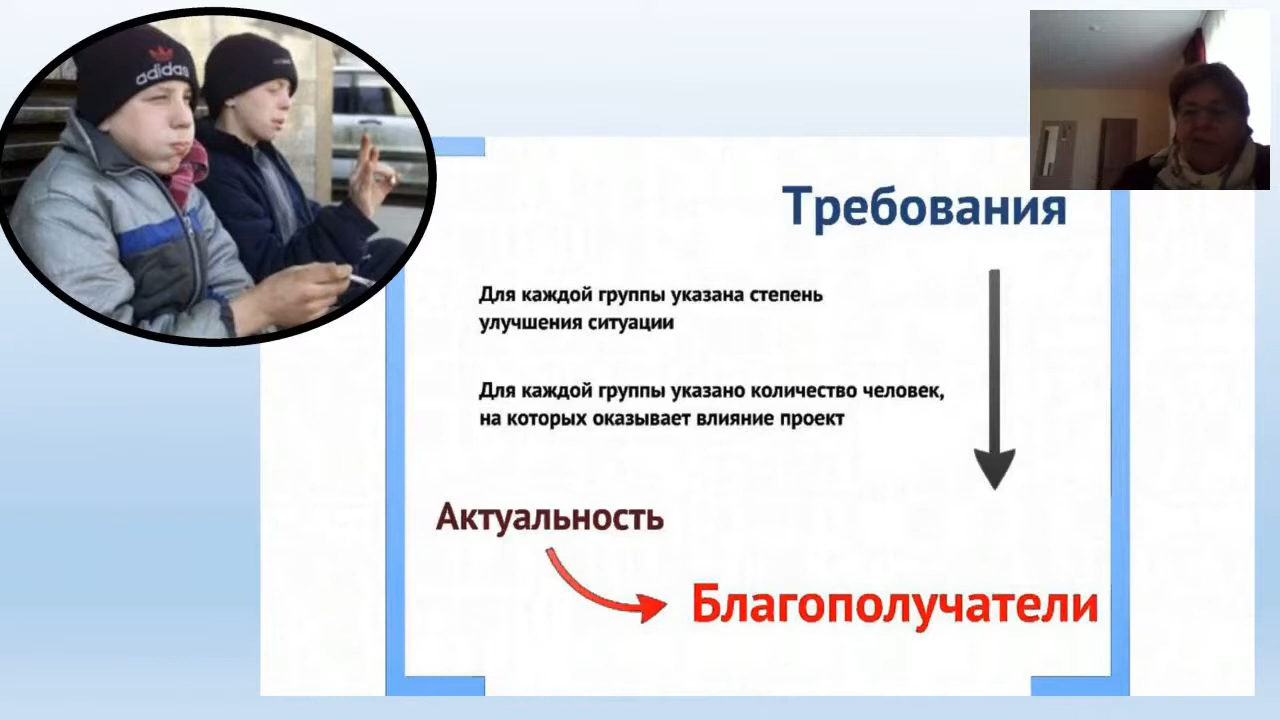 adidas
Требования
Для каждой группы указана степень
улучшения ситуации
Для каждой группы указано количество человек,
на которых оказывает влияние проект
Актуальность
Благополучатели